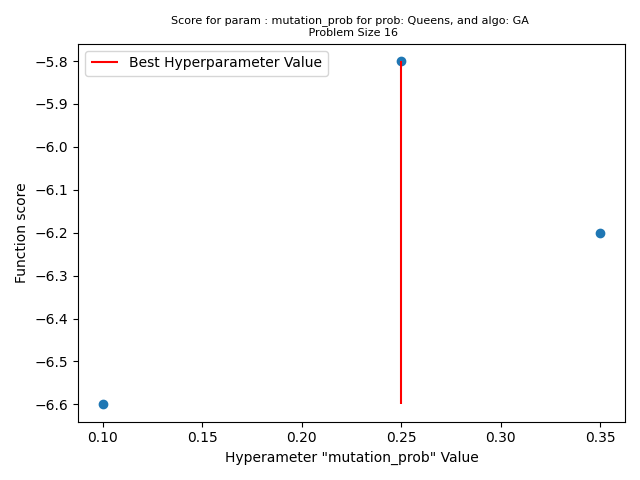 Score for param : mutation_prob for prob: Queens, and algo: GA
Problem Size 16
Best Hyperparameter Value
Function score
−5.8
−5.9
−6.0
−6.1
−6.2
−6.3
−6.4
−6.5
−6.6
0.10 0.15 0.20 0.25 0.30 0.35
Hyperameter "mutation_prob" Value